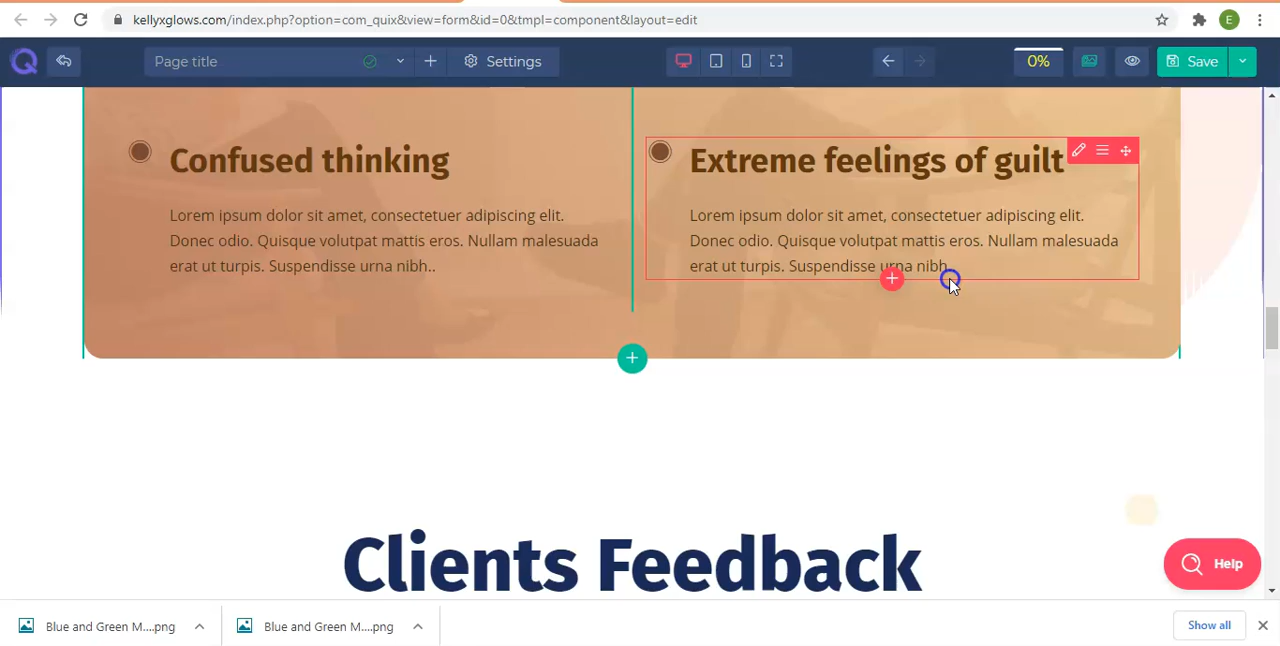 kellyxglows.com/index.php?option=com_quix&view=form&id=0&tmpl=component&layout=edit
E
Page title
Settings
0%
Save
Confused thinking
Lorem ipsum dolor sit amet, consectetuer adipiscing elit.
Donec odio. Quisque volutpat mattis eros. Nullam malesuada
erat ut turpis. Suspendisse urna nibh..
Extreme feelings of guilt
Lorem ipsum dolor sit amet, consectetuer adipiscing elit.
Donec odio. Quisque volutpat mattis eros. Nullam malesuada
erat ut turpis. Suspendisse urna nibh
Clients Feedback
Help
Blue and Green M....png
Blue and Green M....png
Show all